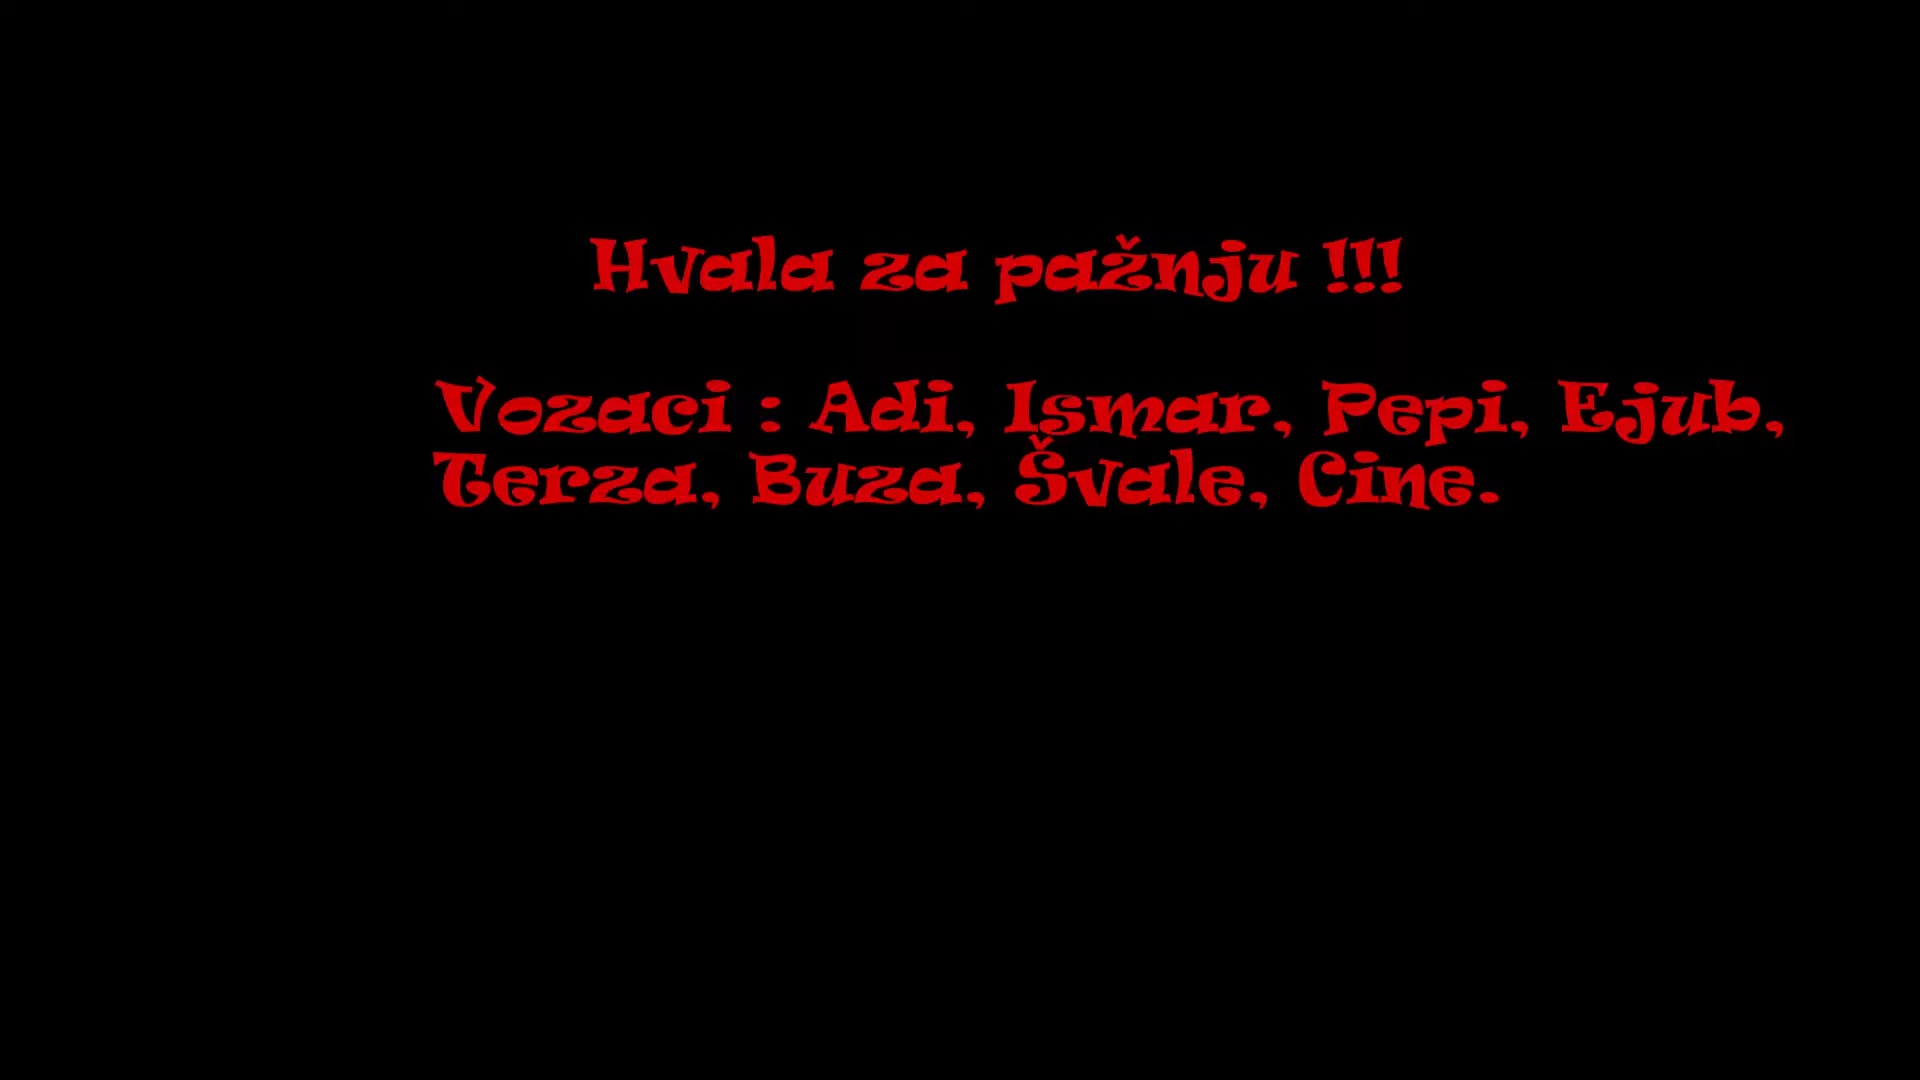 Hvala za pažnju !!!
Vozaci : Adi, Ismar, Pepi, Ejub,
Terza, Buza, Švale, Cine.